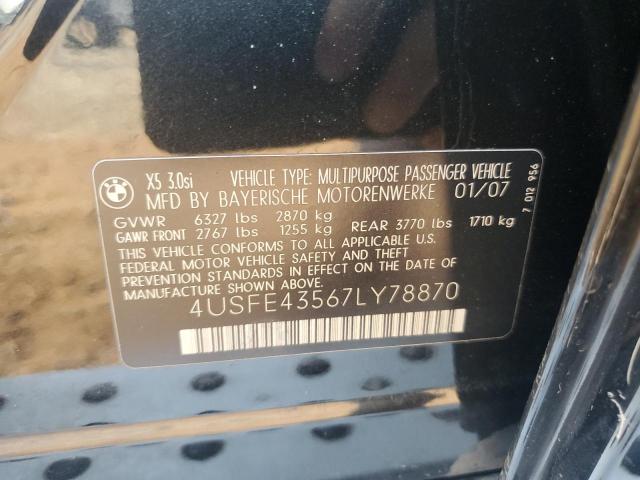 BMW
X5 3.0si VEHICLE TYPE: MULTIPURPOSE PASSENGER VEHICLE
MFD BY BAYERISCHE MOTORENWERKE 01/07
GVWR 6327 lbs 2870 kg
GAWR FRONT 2767 lbs 1255 kg REAR 3770 lbs 1710 kg
THIS VEHICLE CONFORMS TO ALL APPLICABLE U.S.
FEDERAL MOTOR VEHICLE SAFETY AND THEFT
PREVENTION STANDARDS IN EFFECT ON THE DATE OF
MANUFACTURE SHOWN ABOVE.
4USFE43567LY78870
7 012 956